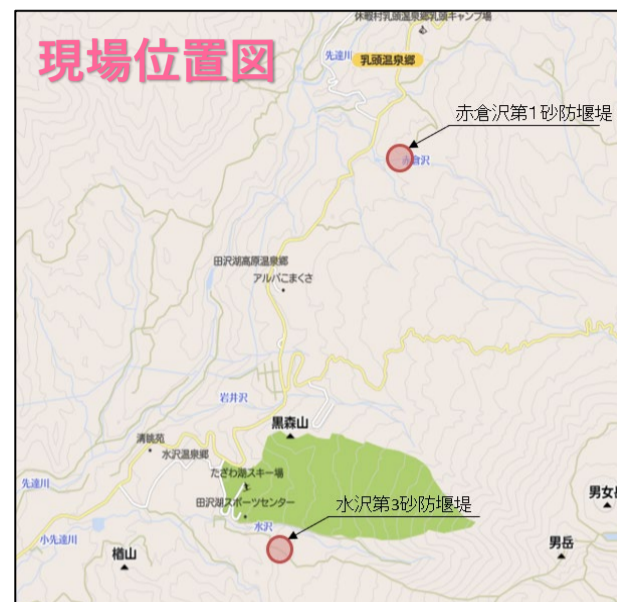 休暇村乳頭温泉郷乳頭キャンプ場
現場位置図
先達川
乳頭温泉郷
赤倉沢第1砂防堰堤
赤倉沢
田沢湖高原温泉郷
アルパこまくさ
岩井沢
黒森山
清眺苑
水沢温泉郷
たざわ湖スキー場
先達川
田沢湖スポーツセンター
水沢第3砂防堰堤
男女岳
水沢
小先達川
楢山
男岳